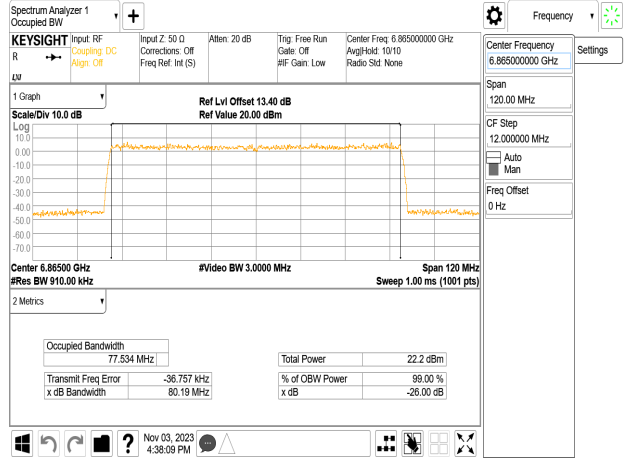 Spectrum Analyzer 1
Occupied BW
Frequency
KEYSIGHT
R
LXI
Input: RF
Coupling: DC
Align: Off
Input Z: 50 Ω
Corrections: Off
Freq Ref: Int (S)
Atten: 20 dB
Trig: Free Run
Gate: Off
#IF Gain: Low
Center Freq: 6.865000000 GHz
Avg|Hold: 10/10
Radio Std: None
Center Frequency
6.865000000 GHz
Settings
Span
120.00 MHz
CF Step
12.000000 MHz
Auto
Man
Freq Offset
0 Hz
1 Graph
Scale/Div 10.0 dB
Ref Lvl Offset 13.40 dB
Ref Value 20.00 dBm
Log
10.0
0.00
-10.0
-20.0
-30.0
-40.0
-50.0
-60.0
-70.0
Center 6.86500 GHz
#Video BW 3.0000 MHz
Span 120 MHz
#Res BW 910.00 kHz
Sweep 1.00 ms (1001 pts)
2 Metrics
Occupied Bandwidth
77.534 MHz
Total Power
22.2 dBm
Transmit Freq Error
-36.757 kHz
% of OBW Power
99.00 %
x dB Bandwidth
80.19 MHz
x dB
-26.00 dB
?
Nov 03, 2023
4:38:09 PM